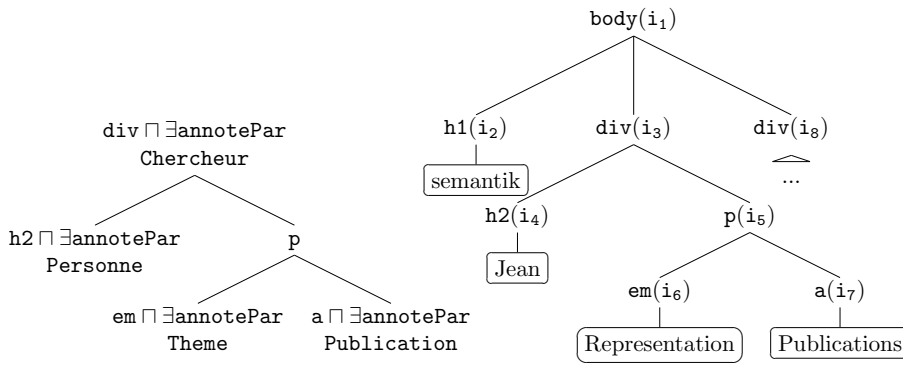 body(i₁)
h1(i₂)
div(i₃)
div(i₈)
semantik
...
div ⊓ ∃annotePar
Chercheur
h2(i₄)
p(i₅)
Jean
h2 ⊓ ∃annotePar
Personne
p
em(i₆)
a(i₇)
Representation
Publications
em ⊓ ∃annotePar
Theme
a ⊓ ∃annotePar
Publication